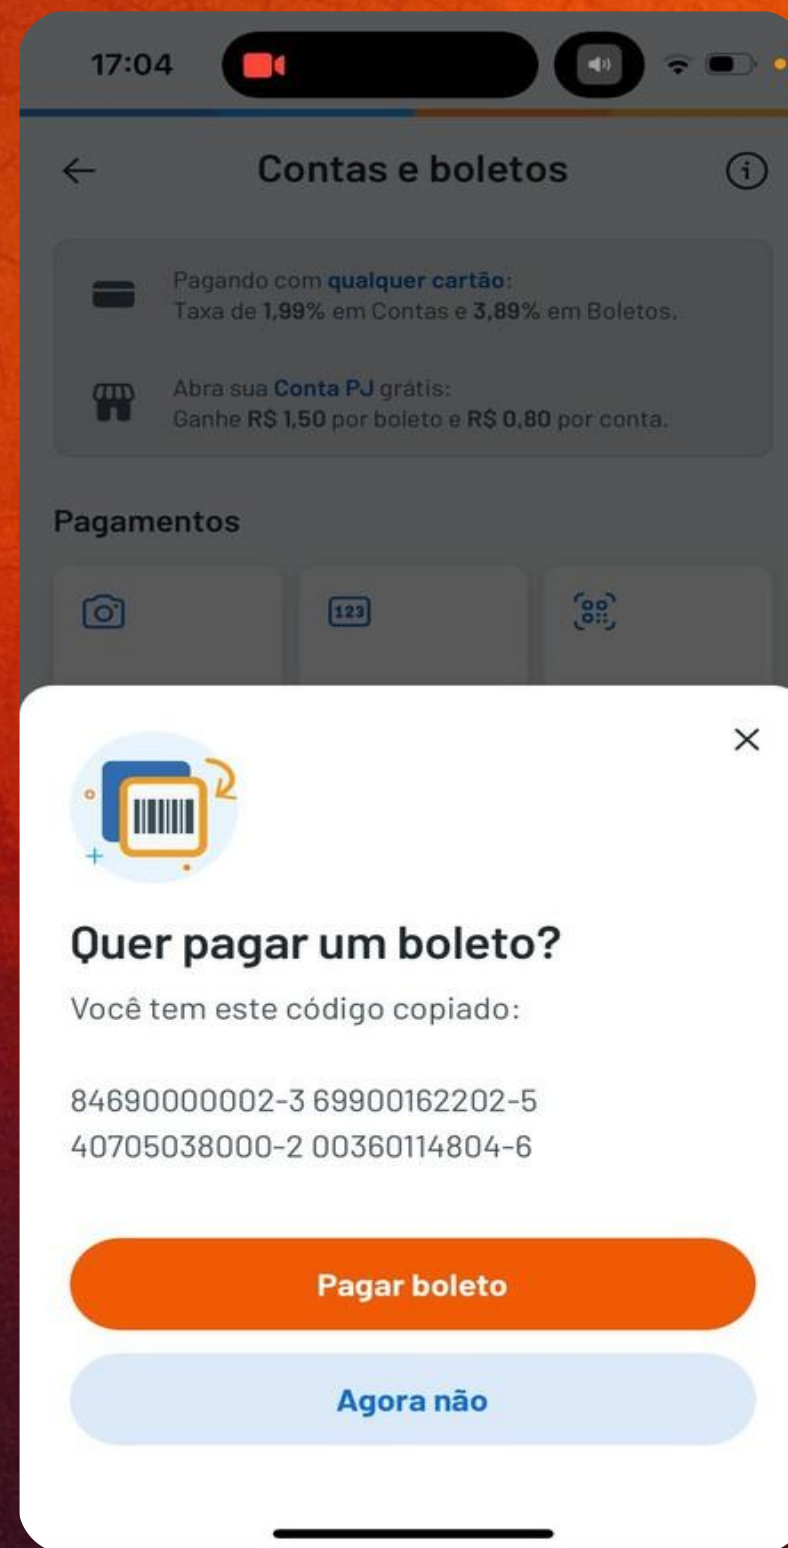 17:04
Contas e boletos
Pagando com qualquer cartão:
Taxa de 1,99% em Contas e 3,89% em Boletos.
Abra sua Conta PJ grátis:
Ganhe R$ 1,50 por boleto e R$ 0,80 por conta.
Pagamentos
123
Quer pagar um boleto?
Você tem este código copiado:
84690000002-3 69900162202-5
40705038000-2 00360114804-6
Pagar boleto
Agora não